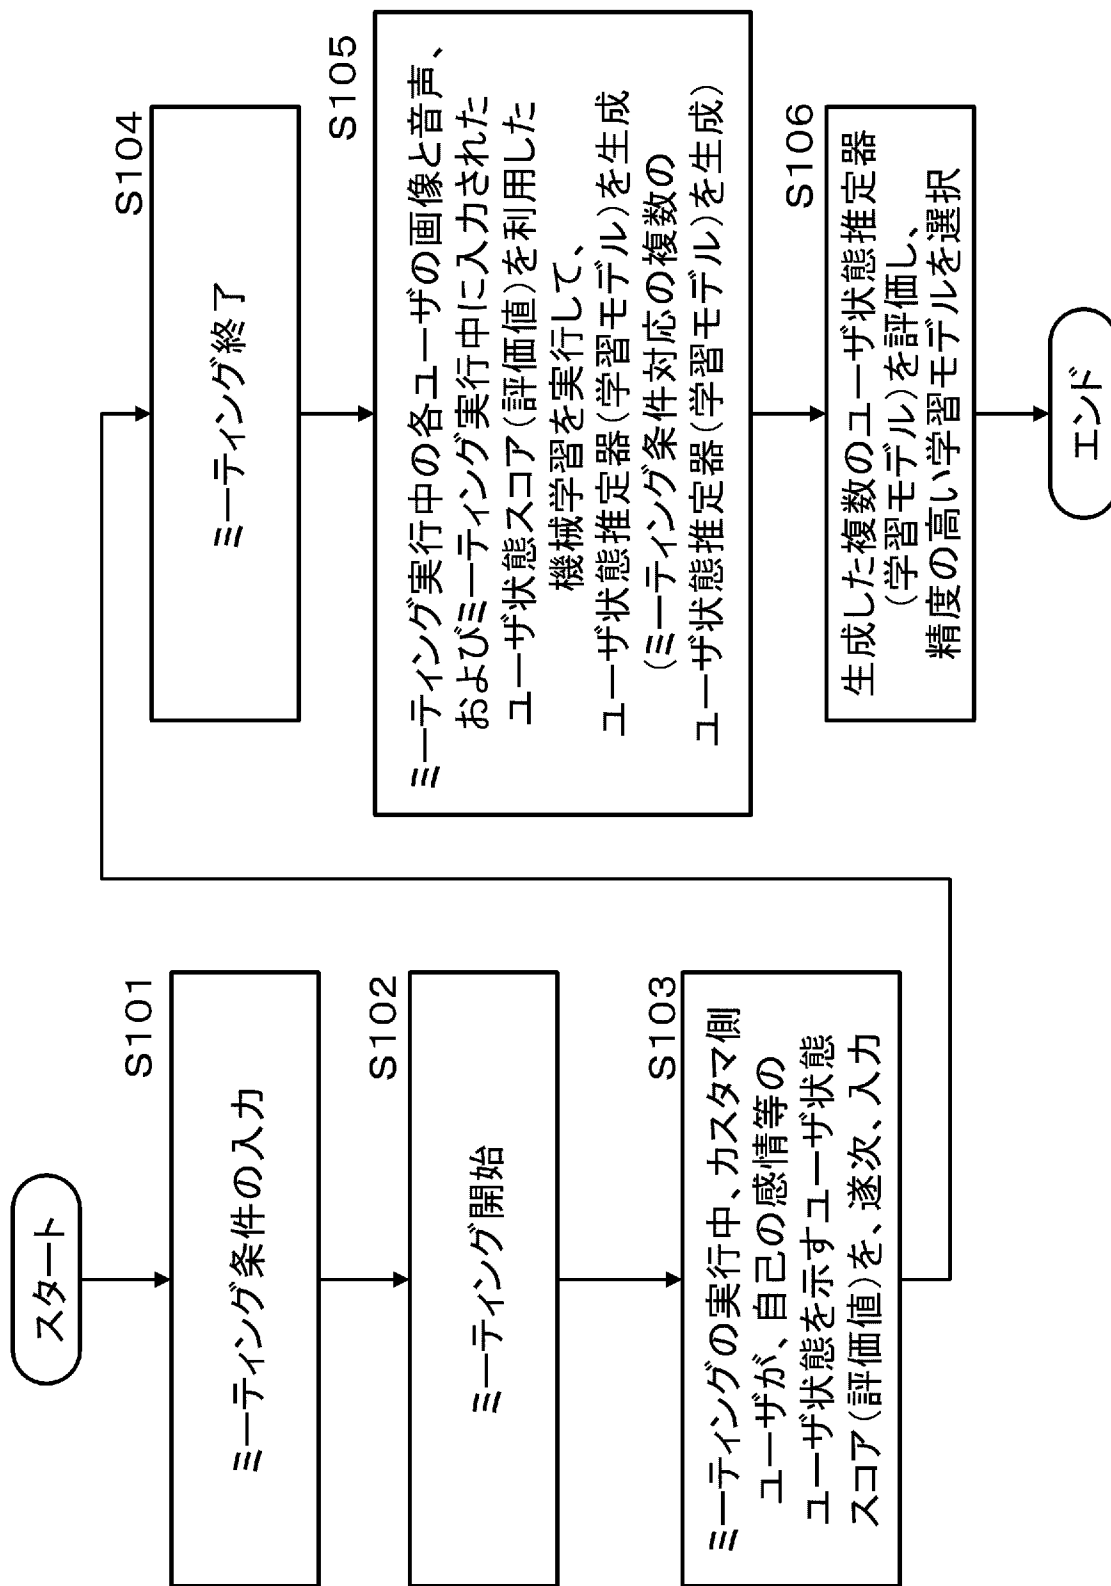 スタート
S101
ミーティング条件の入力
S102
ミーティング開始
S103
ミーティングの実行中、カスタマ側
ユーザが、自己の感情等の
ユーザ状態を示すユーザ状態
スコア(評価値)を、逐次、入力
S104
ミーティング終了
S105
ミーティング実行中の各ユーザの画像と音声、
およびミーティング実行中に入力された
ユーザ状態スコア(評価値)を利用した
機械学習を実行して、
ユーザ状態推定器(学習モデル)を生成
(ミーティング条件対応の複数の
ユーザ状態推定器(学習モデル)を生成)
S106
生成した複数のユーザ状態推定器
(学習モデル)を評価し、
精度の高い学習モデルを選択
エンド